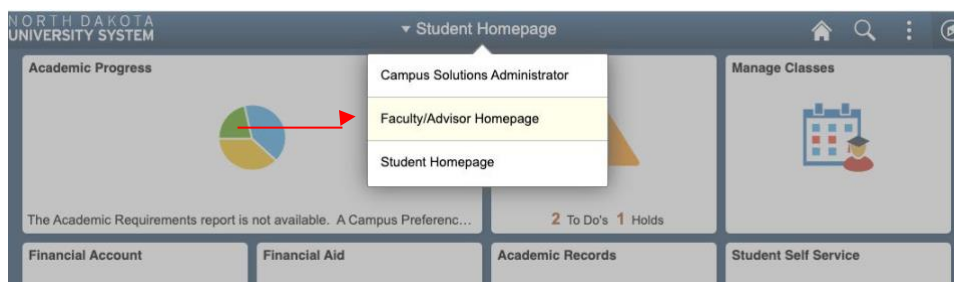 NORTH DAKOTA
UNIVERSITY SYSTEM
Student Homepage
Campus Solutions Administrator
Faculty/Advisor Homepage
Student Homepage
Academic Progress
The Academic Requirements report is not available. A Campus Preferenc...
2 To Do's 1 Holds
Manage Classes
Financial Account
Financial Aid
Academic Records
Student Self Service